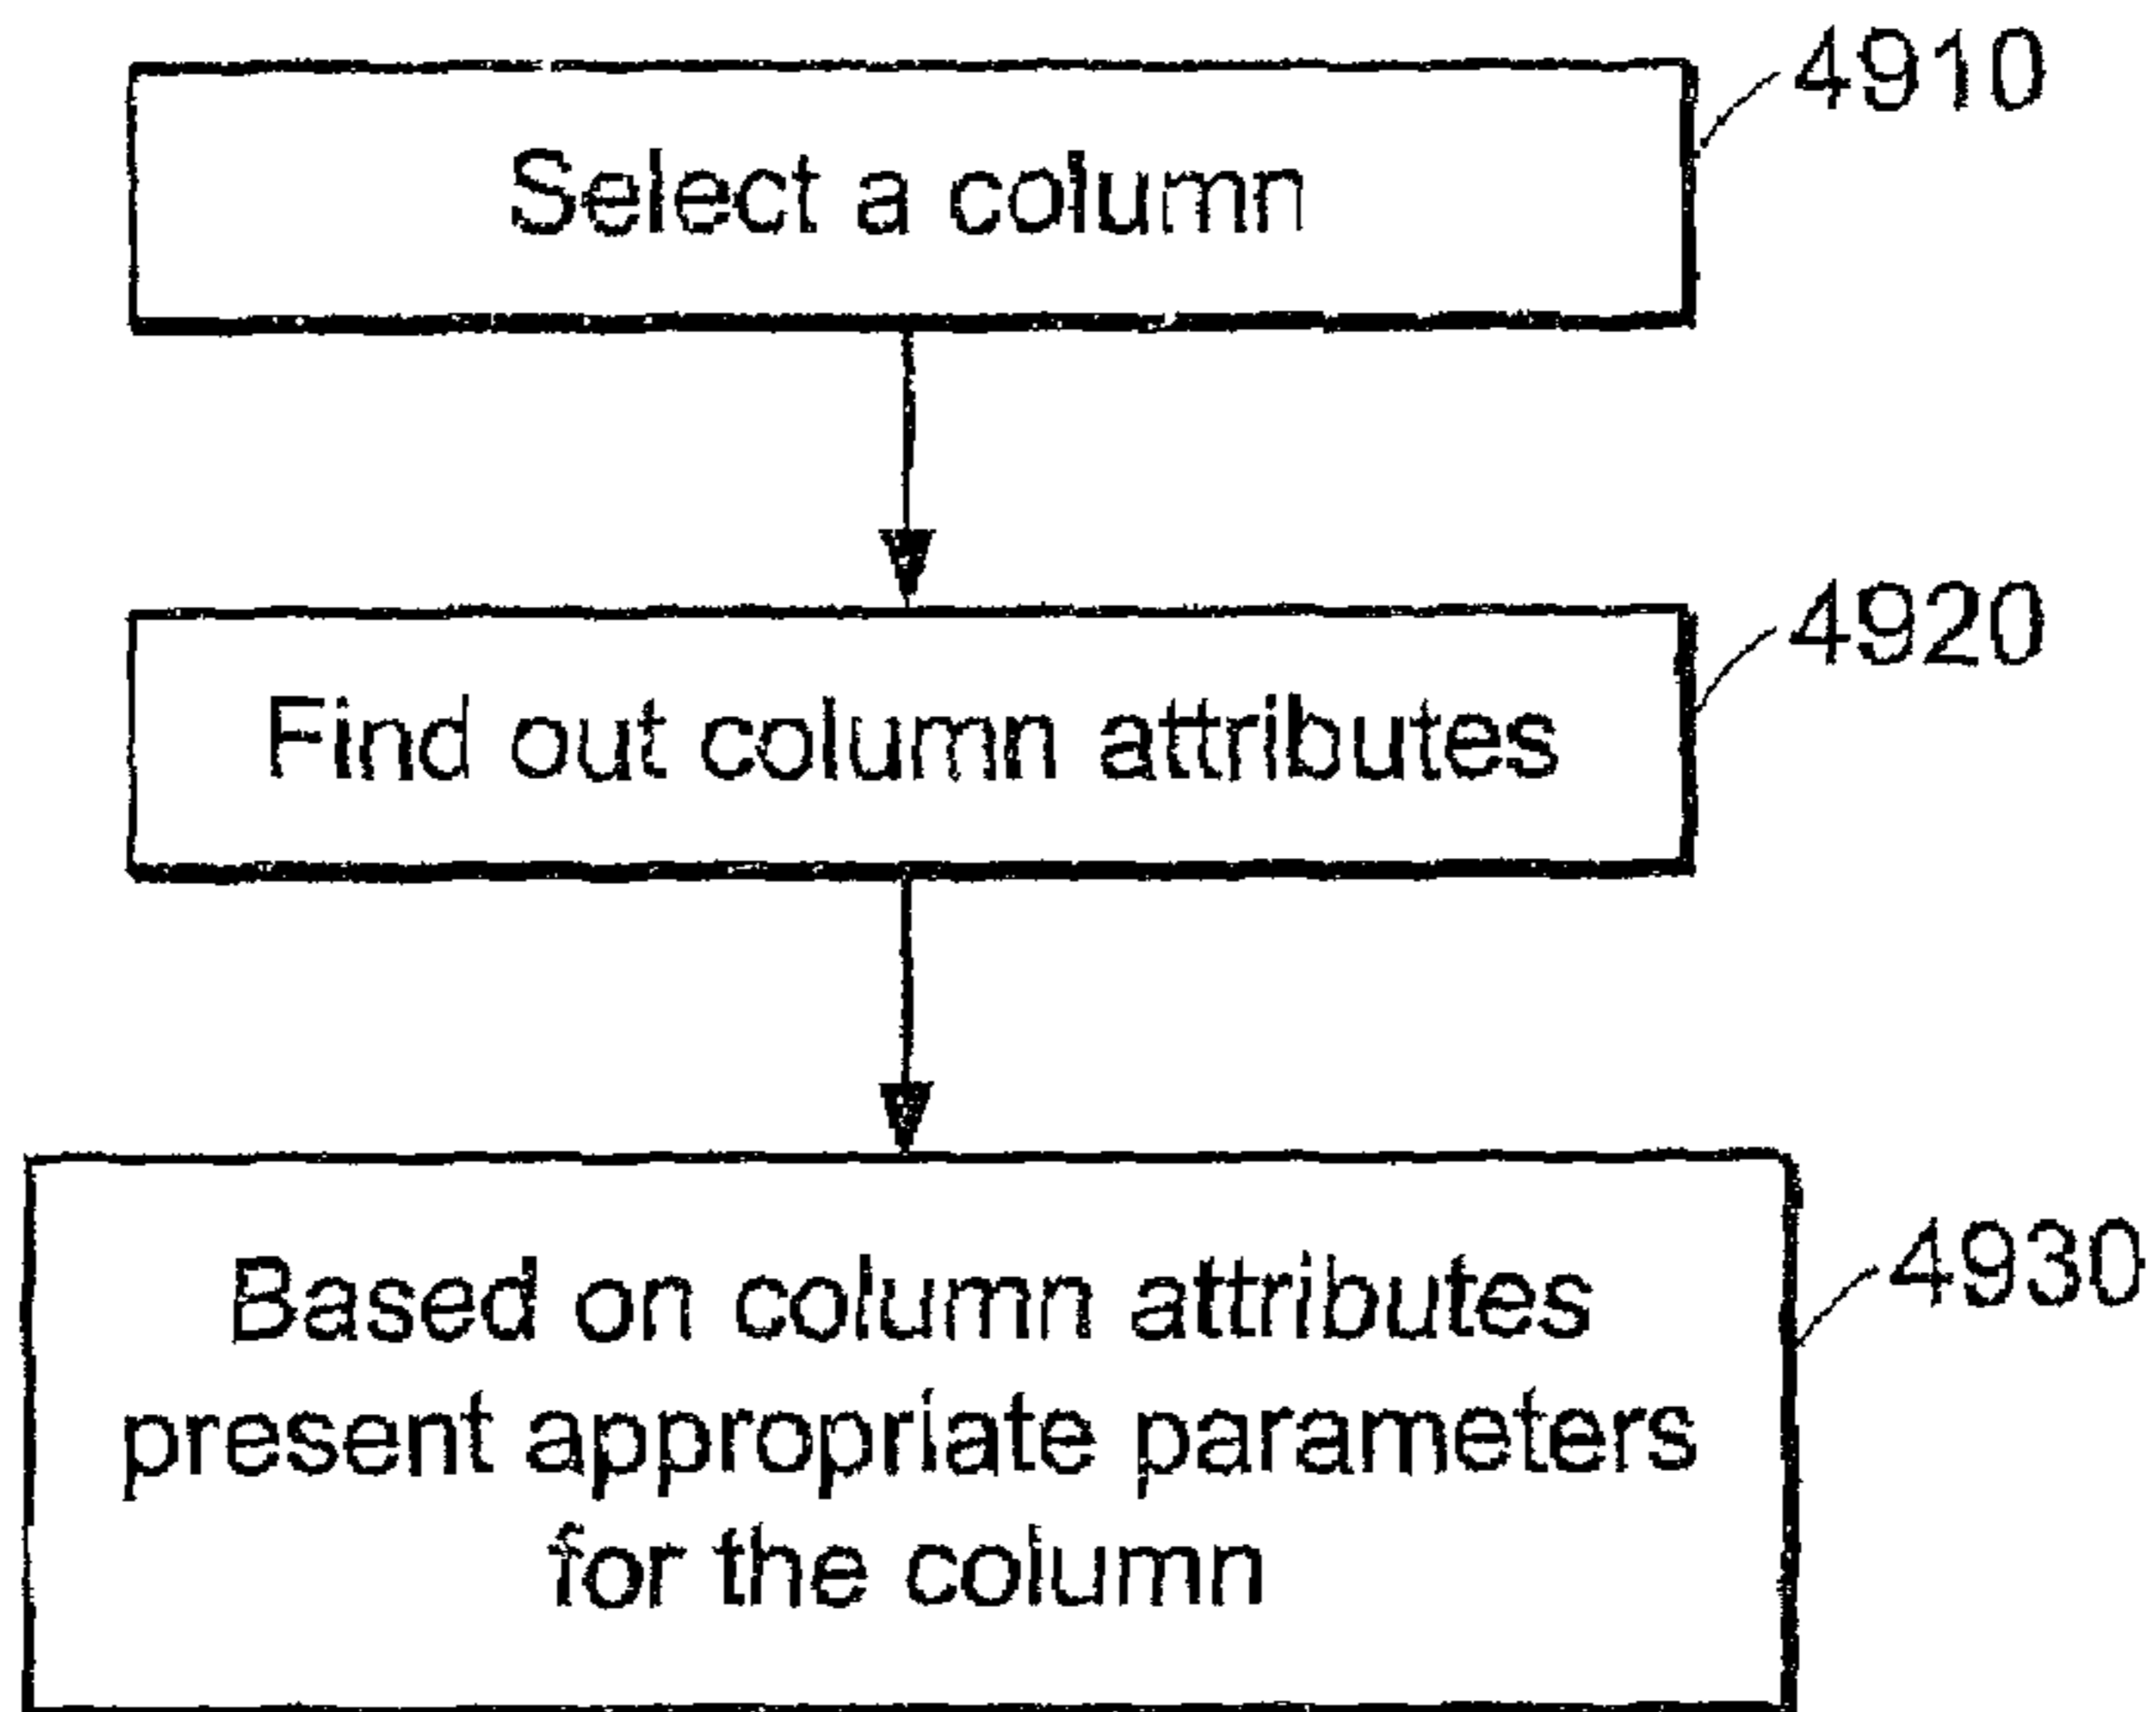 4910
Select a column
4920
Find out column attributes
4930
Based on column attributes
present appropriate parameters
for the column